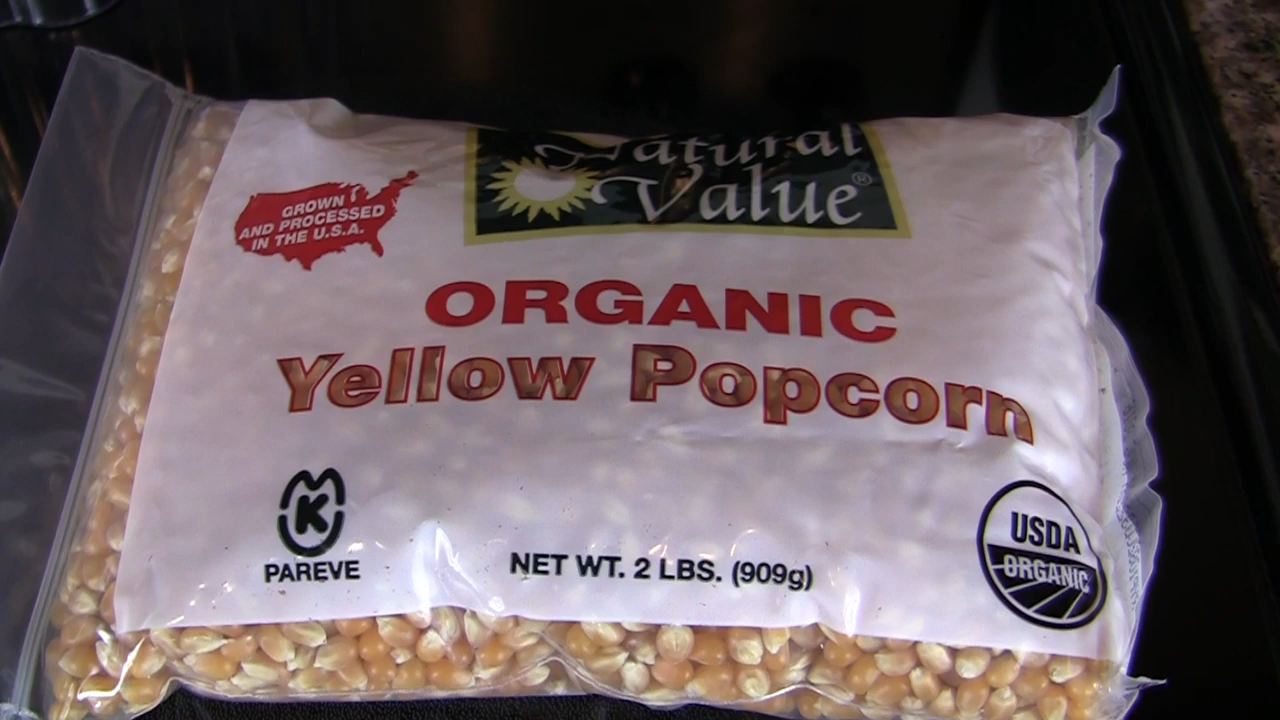 Natural
Value®
GROWN
AND PROCESSED
IN THE U.S.A.
ORGANIC
Yellow Popcorn
K
PAREVE
NET WT. 2 LBS. (909g)
USDA
ORGANIC